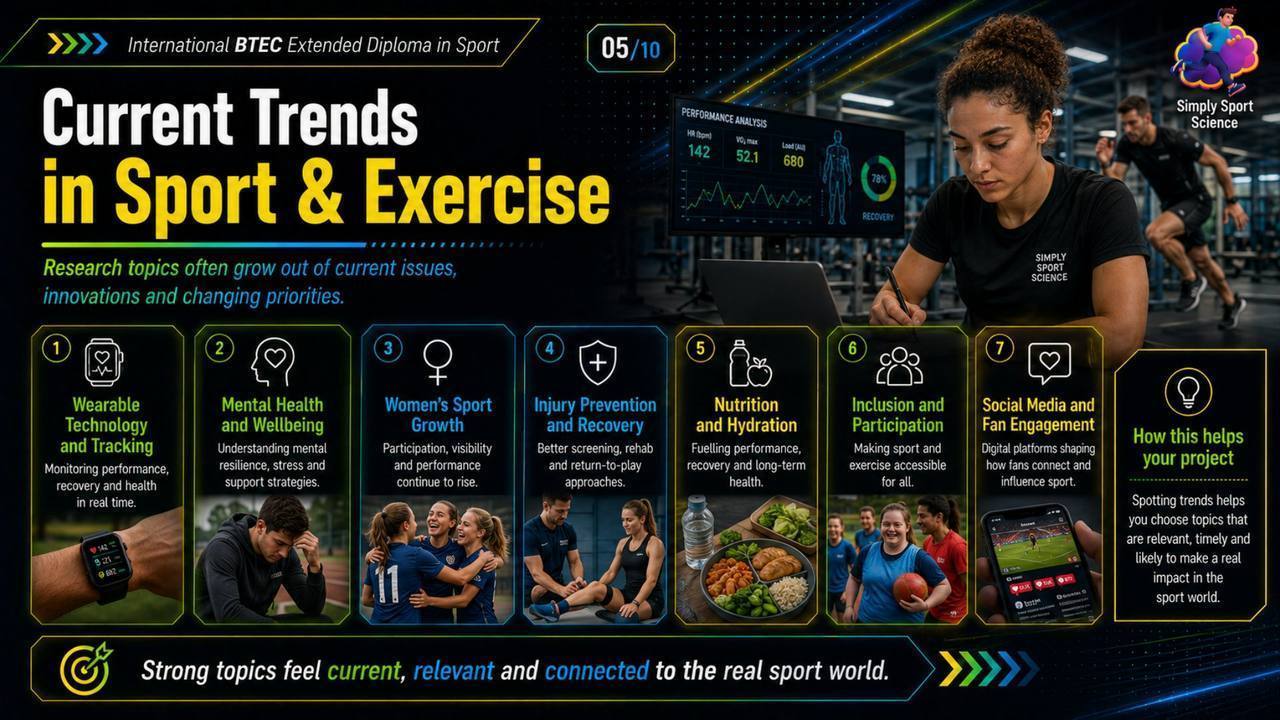 International BTEC Extended Diploma in Sport
05/10
Simply Sport
Science
Current Trends
in Sport & Exercise
Research topics often grow out of current issues,
innovations and changing priorities.
PERFORMANCE ANALYSIS
HR (bpm)
142
VO₂ max
52.1
Load (AU)
680
78%
RECOVERY
SIMPLY
SPORT
SCIENCE
1
Wearable
Technology
and Tracking
Monitoring performance,
recovery and health
in real time.
142
2
Mental Health
and Wellbeing
Understanding mental
resilience, stress and
support strategies.
3
Women's Sport
Growth
Participation, visibility
and performance
continue to rise.
11
4
Injury Prevention
and Recovery
Better screening, rehab
and return-to-play
approaches.
5
Nutrition
and Hydration
Fuelling performance,
recovery and long-term
health.
6
Inclusion and
Participation
Making sport and
exercise accessible
for all.
7
Social Media and
Fan Engagement
Digital platforms shaping
how fans connect and
influence sport.
How this helps
your project
Spotting trends helps
you choose topics that
are relevant, timely and
likely to make a real
impact in the
sport world.
Strong topics feel current, relevant and connected to the real sport world.